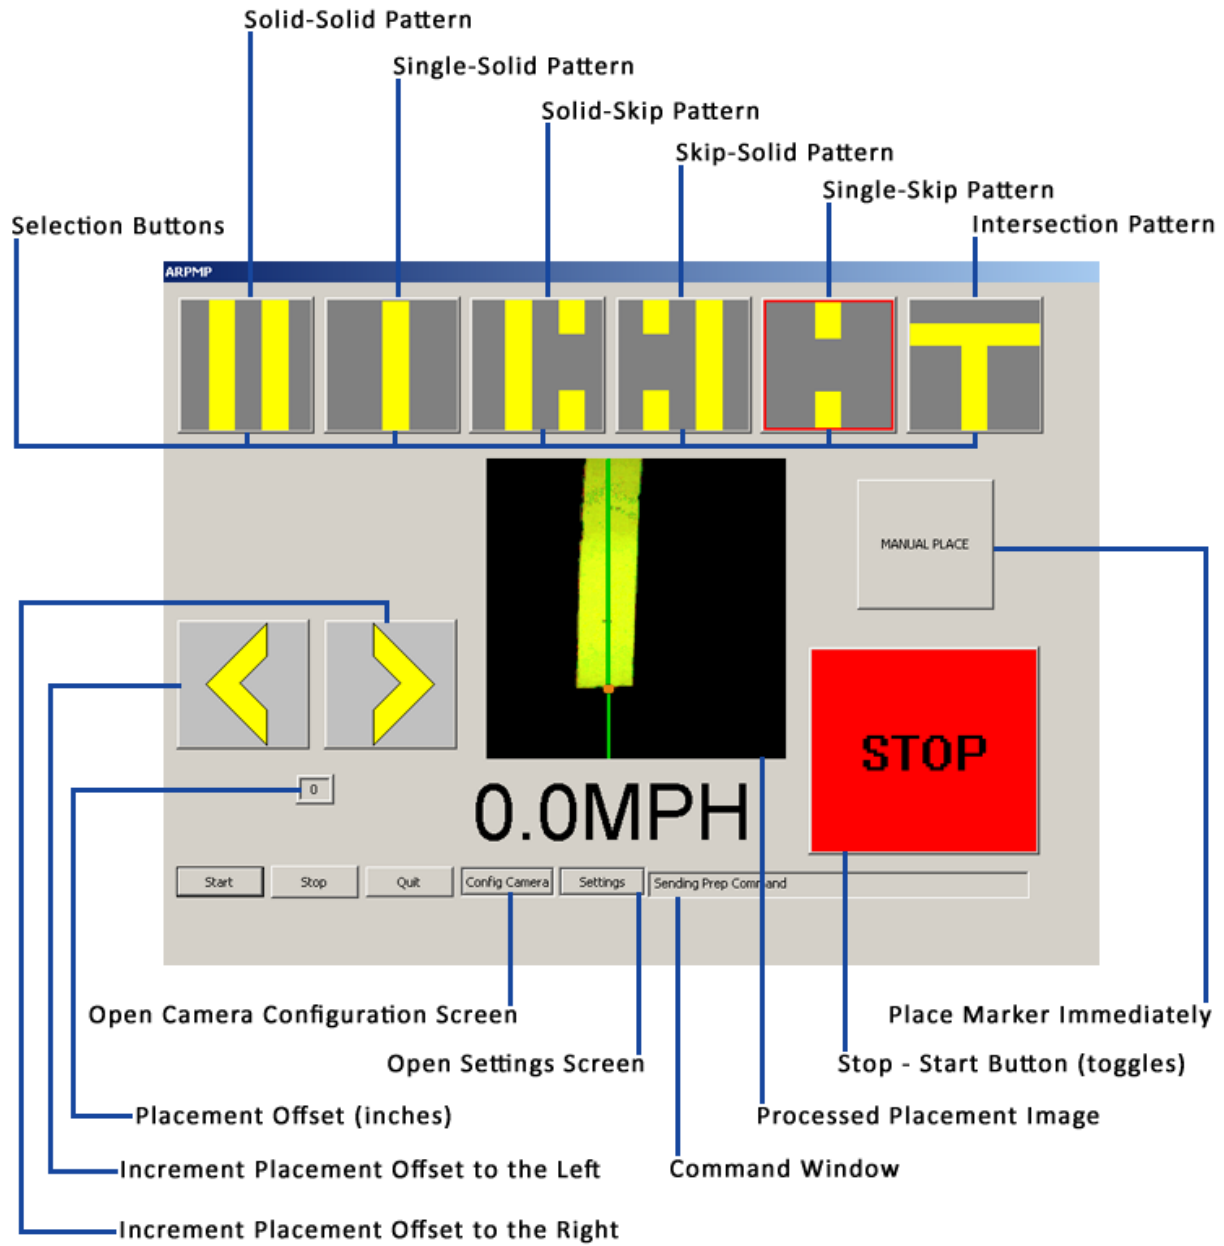 Solid-Solid Pattern
Single-Solid Pattern
Solid-Skip Pattern
Skip-Solid Pattern
Single-Skip Pattern
Selection Buttons
Intersection Pattern
ARPMP
MANUAL PLACE
STOP
0
0.0MPH
Start
Stop
Quit
Config Camera
Settings
Sending Prep Command
Open Camera Configuration Screen
Place Marker Immediately
Open Settings Screen
Stop - Start Button (toggles)
Placement Offset (inches)
Processed Placement Image
Increment Placement Offset to the Left
Command Window
Increment Placement Offset to the Right